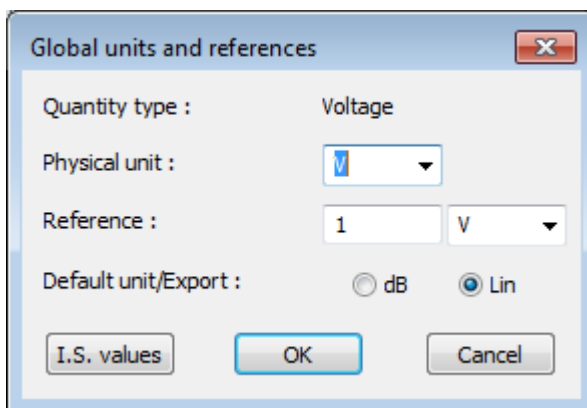 Global units and references
Quantity type : Voltage
Physical unit : V
Reference : 1 V
Default unit/Export : dB Lin
I.S. values OK Cancel